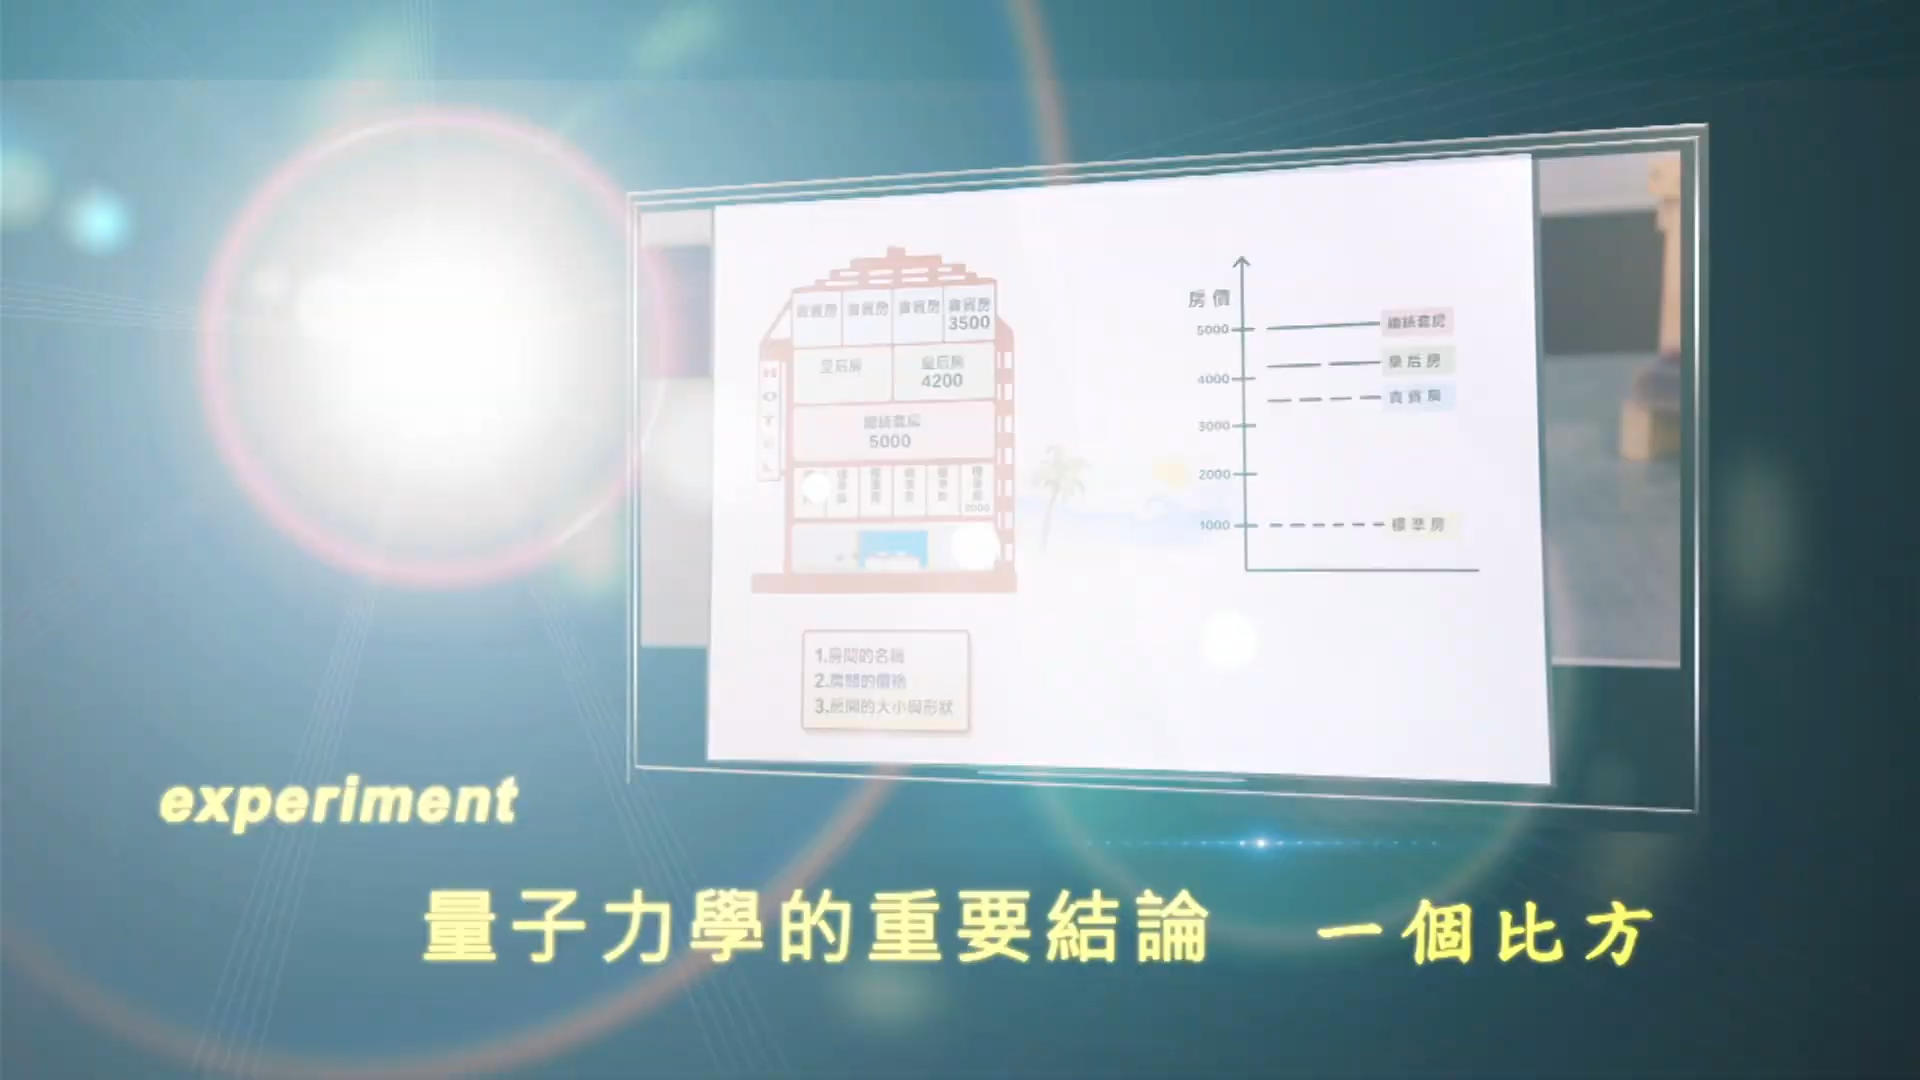 貴賓房 貴賓房 貴賓房 貴賓房
3500
皇后房 皇后房
4200
總統套房
5000
HOTEL
1.房間的名稱
2.房間的價格
3.房間的大小與形狀
房價
5000 總統套房
皇后房
4000
貴賓房
3000
2000
1000 標準房
experiment
量子力學的重要結論 一個比方